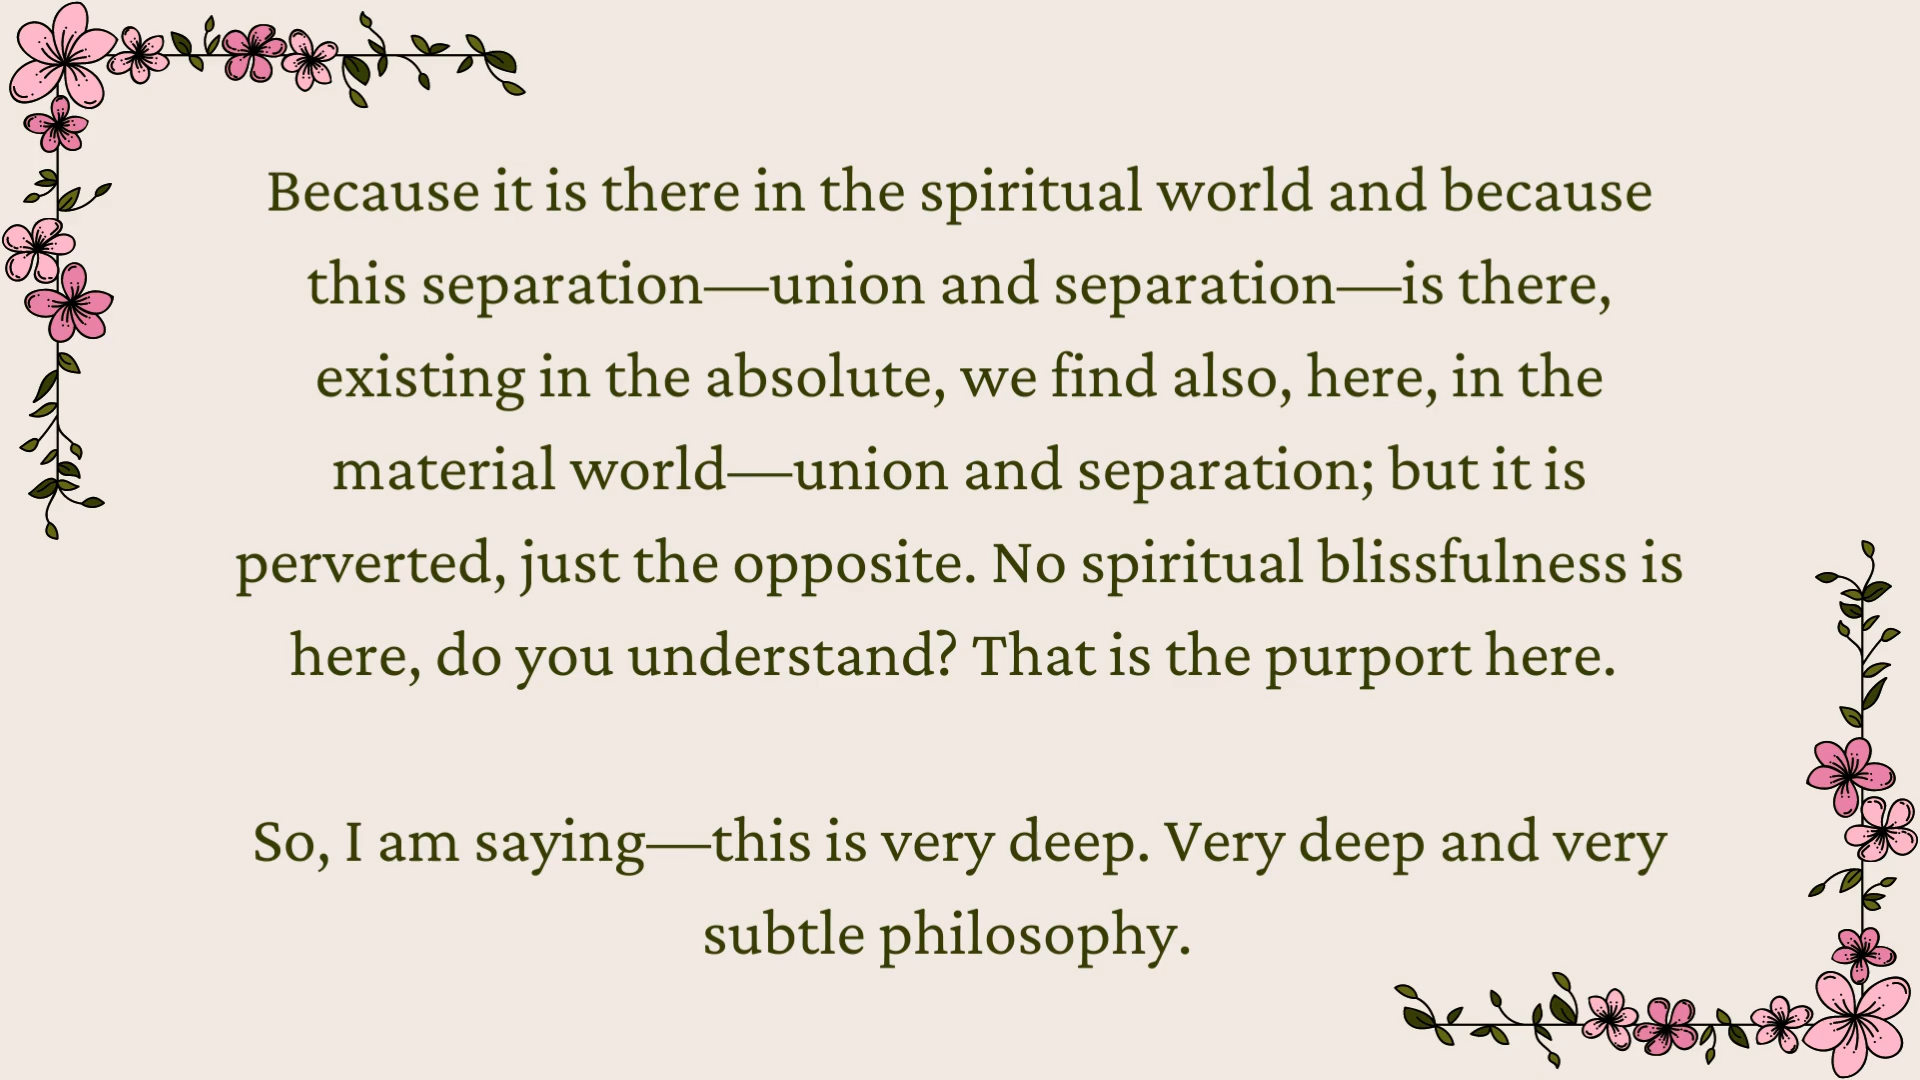 Because it is there in the spiritual world and because
this separation—union and separation—is there,
existing in the absolute, we find also, here, in the
material world—union and separation; but it is
perverted, just the opposite. No spiritual blissfulness is
here, do you understand? That is the purport here.
So, I am saying—this is very deep. Very deep and very
subtle philosophy.